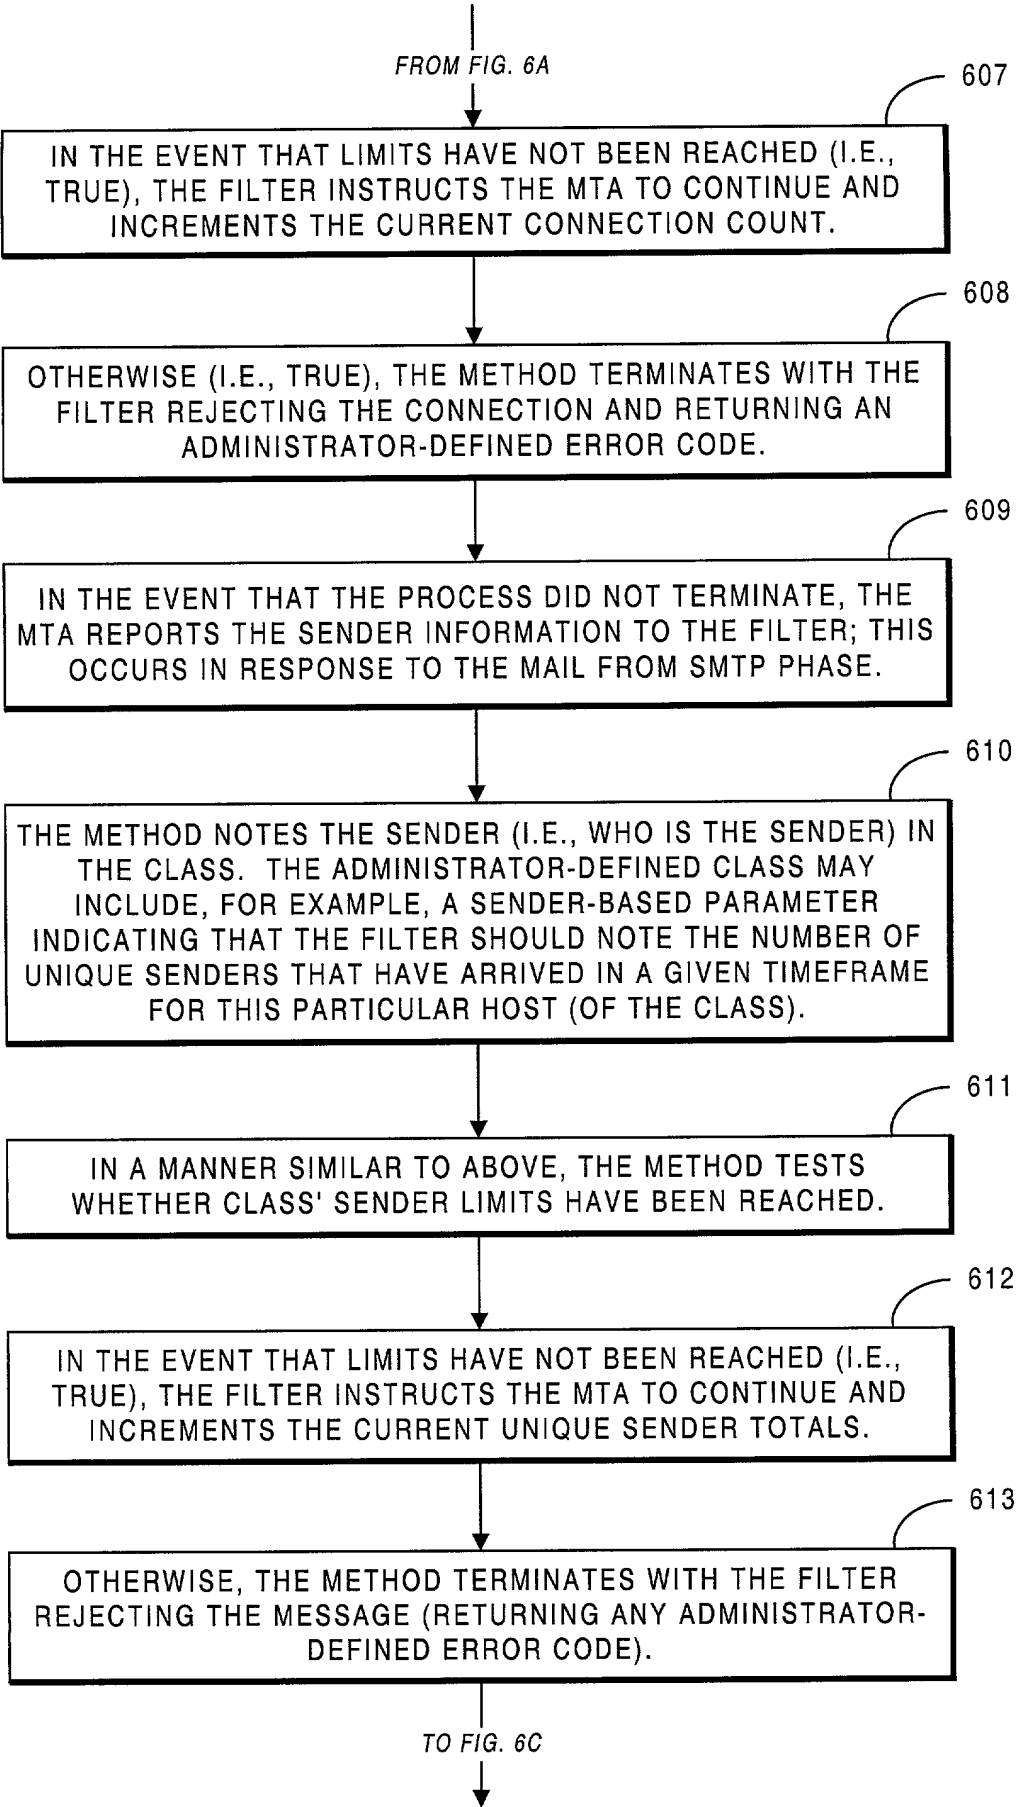 FROM FIG. 6A
607
IN THE EVENT THAT LIMITS HAVE NOT BEEN REACHED (I.E.,
TRUE), THE FILTER INSTRUCTS THE MTA TO CONTINUE AND
INCREMENTS THE CURRENT CONNECTION COUNT.
608
OTHERWISE (I.E., TRUE), THE METHOD TERMINATES WITH THE
FILTER REJECTING THE CONNECTION AND RETURNING AN
ADMINISTRATOR-DEFINED ERROR CODE.
609
IN THE EVENT THAT THE PROCESS DID NOT TERMINATE, THE
MTA REPORTS THE SENDER INFORMATION TO THE FILTER; THIS
OCCURS IN RESPONSE TO THE MAIL FROM SMTP PHASE.
610
THE METHOD NOTES THE SENDER (I.E., WHO IS THE SENDER) IN
THE CLASS. THE ADMINISTRATOR-DEFINED CLASS MAY
INCLUDE, FOR EXAMPLE, A SENDER-BASED PARAMETER
INDICATING THAT THE FILTER SHOULD NOTE THE NUMBER OF
UNIQUE SENDERS THAT HAVE ARRIVED IN A GIVEN TIMEFRAME
FOR THIS PARTICULAR HOST (OF THE CLASS).
611
IN A MANNER SIMILAR TO ABOVE, THE METHOD TESTS
WHETHER CLASS' SENDER LIMITS HAVE BEEN REACHED.
612
IN THE EVENT THAT LIMITS HAVE NOT BEEN REACHED (I.E.,
TRUE), THE FILTER INSTRUCTS THE MTA TO CONTINUE AND
INCREMENTS THE CURRENT UNIQUE SENDER TOTALS.
613
OTHERWISE, THE METHOD TERMINATES WITH THE FILTER
REJECTING THE MESSAGE (RETURNING ANY ADMINISTRATOR-
DEFINED ERROR CODE).
TO FIG. 6C